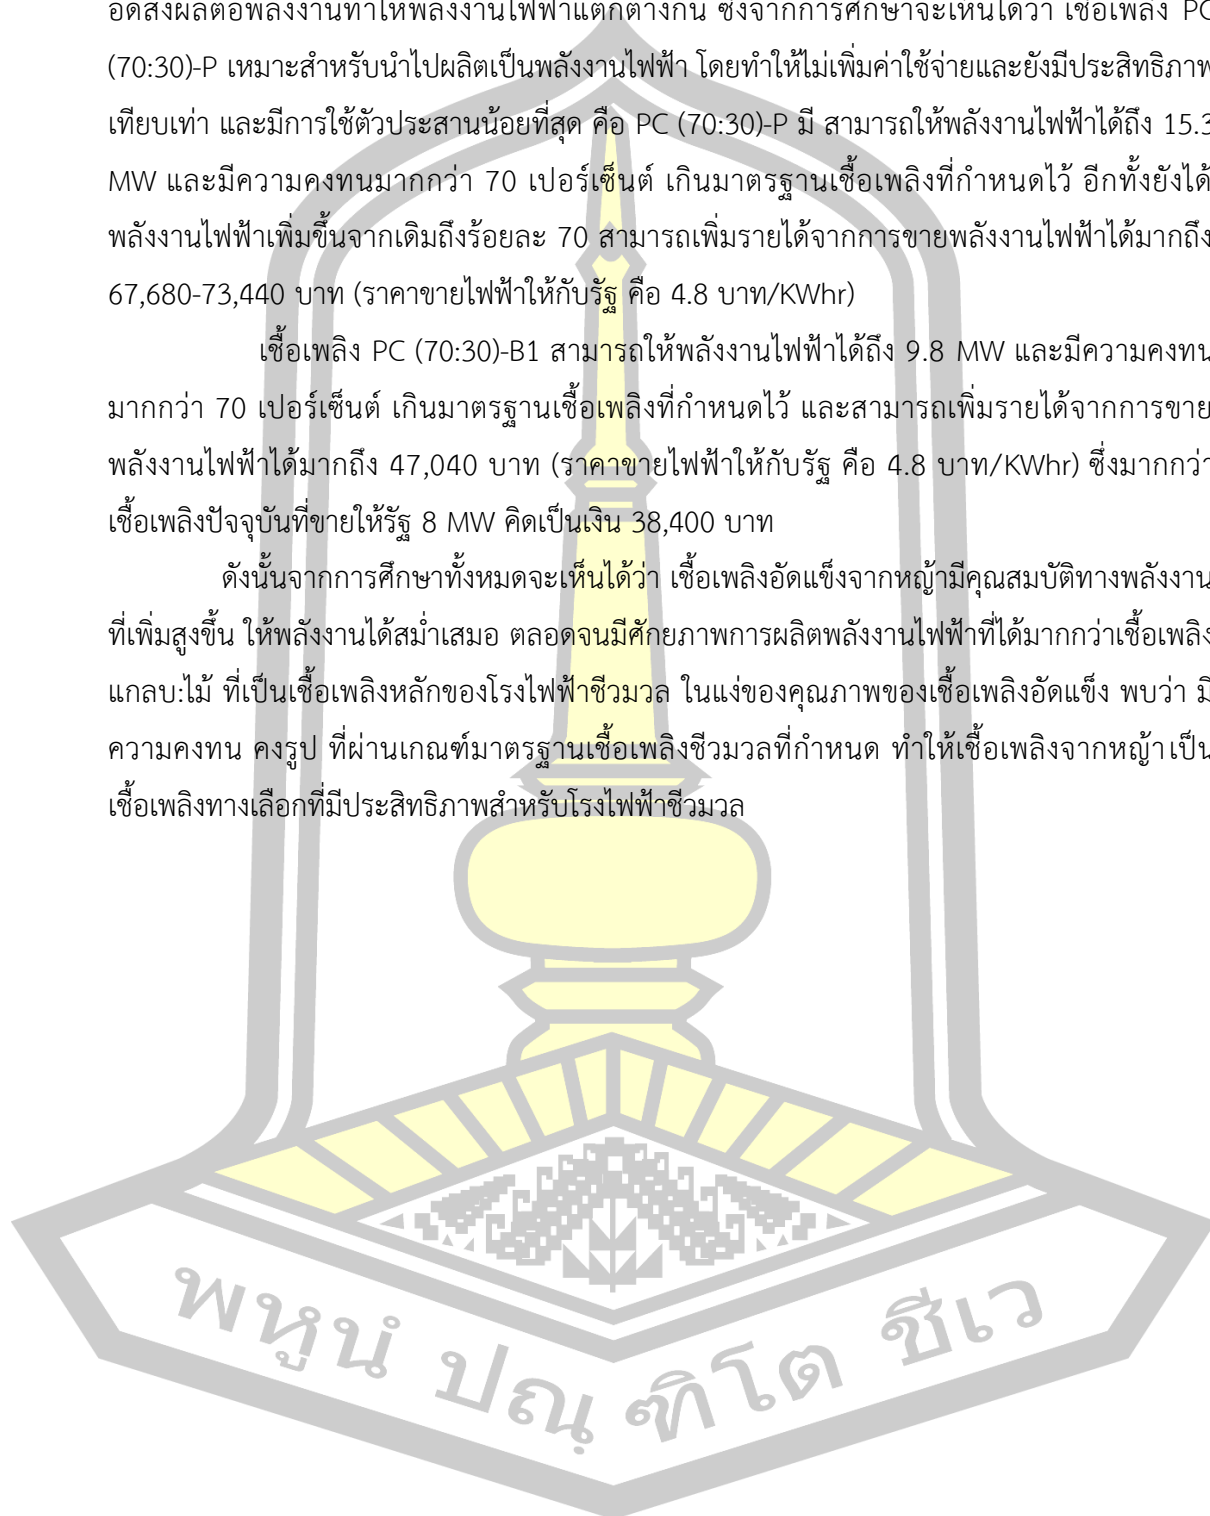 อัดส่งผลต่อพลังงานทำให้พลังงานไฟฟ้าแตกต่างกัน ซึ่งจากการศึกษาจะเห็นได้ว่า เชื้อเพลิง PC
(70:30)-P เหมาะสำหรับนำไปผลิตเป็นพลังงานไฟฟ้า โดยทำให้ไม่เพิ่มค่าใช้จ่ายและยังมีประสิทธิภาพ
เทียบเท่า และมีการใช้ตัวประสานน้อยที่สุด คือ PC (70:30)-P มี สามารถให้พลังงานไฟฟ้าได้ถึง 15.3
MW และมีความคงทนมากกว่า 70 เปอร์เซ็นต์ เกินมาตรฐานเชื้อเพลิงที่กำหนดไว้ อีกทั้งยังได้
พลังงานไฟฟ้าเพิ่มขึ้นจากเดิมถึงร้อยละ 70 สามารถเพิ่มรายได้จากการขายพลังงานไฟฟ้าได้มากถึง
67,680-73,440 บาท (ราคาขายไฟฟ้าให้กับรัฐ คือ 4.8 บาท/KWhr)
เชื้อเพลิง PC (70:30)-B1 สามารถให้พลังงานไฟฟ้าได้ถึง 9.8 MW และมีความคงทน
มากกว่า 70 เปอร์เซ็นต์ เกินมาตรฐานเชื้อเพลิงที่กำหนดไว้ และสามารถเพิ่มรายได้จากการขาย
พลังงานไฟฟ้าได้มากถึง 47,040 บาท (ราคาขายไฟฟ้าให้กับรัฐ คือ 4.8 บาท/KWhr) ซึ่งมากกว่า
เชื้อเพลิงปัจจุบันที่ขายให้รัฐ 8 MW คิดเป็นเงิน 38,400 บาท
ดังนั้นจากการศึกษาทั้งหมดจะเห็นได้ว่า เชื้อเพลิงอัดแข็งจากหญ้ามีคุณสมบัติทางพลังงาน
ที่เพิ่มสูงขึ้น ให้พลังงานได้สม่ำเสมอ ตลอดจนมีศักยภาพการผลิตพลังงานไฟฟ้าที่ได้มากกว่าเชื้อเพลิง
แกลบ:ไม้ ที่เป็นเชื้อเพลิงหลักของโรงไฟฟ้าชีวมวล ในแง่ของคุณภาพของเชื้อเพลิงอัดแข็ง พบว่า มี
ความคงทน คงรูป ที่ผ่านเกณฑ์มาตรฐานเชื้อเพลิงชีวมวลที่กำหนด ทำให้เชื้อเพลิงจากหญ้าเป็น
เชื้อเพลิงทางเลือกที่มีประสิทธิภาพสำหรับโรงไฟฟ้าชีวมวล
พหูนํ ปณฺฑิโต ชีเว